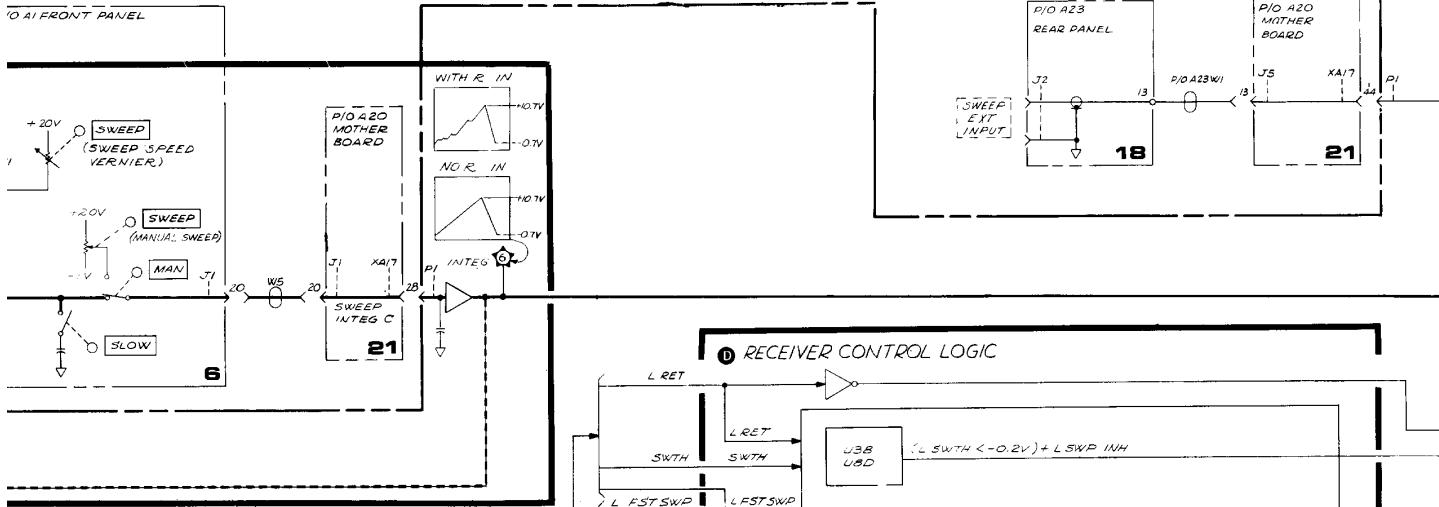 /O A1 FRONT PANEL
+20V
SWEEP
(SWEEP SPEED
VERNIER)
+20V
SWEEP
(MANUAL SWEEP)
MAN
J1
20
W5
20
SLOW
6
P/O A20
MOTHER
BOARD
J1
XA17
28
P1
SWEEP
INTEG C
21
WITH R IN
+10.7V
-0.7V
NO R IN
+10.7V
-0.7V
INTEG
6
P/O A23
REAR PANEL
J2
SWEEP
EXT
INPUT
13
18
P/O A23W1
13
P/O A20
MOTHER
BOARD
J5
XA17
44
P1
21
D RECEIVER CONTROL LOGIC
L RET
L RET
SWTH
SWTH
U3B
U8D
(L SWTH < -0.2V) + L SWP INH
L FST SWP
L FST SWP